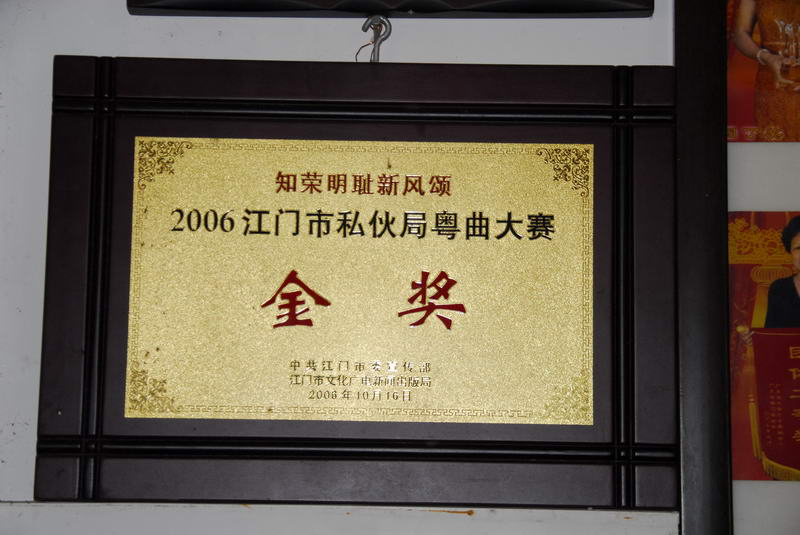 知荣明耻新风颂
2006江门市私伙局粤曲大赛
金奖
中共江门市委宣传部
江门市文化广电新闻出版局
2006年10月16日